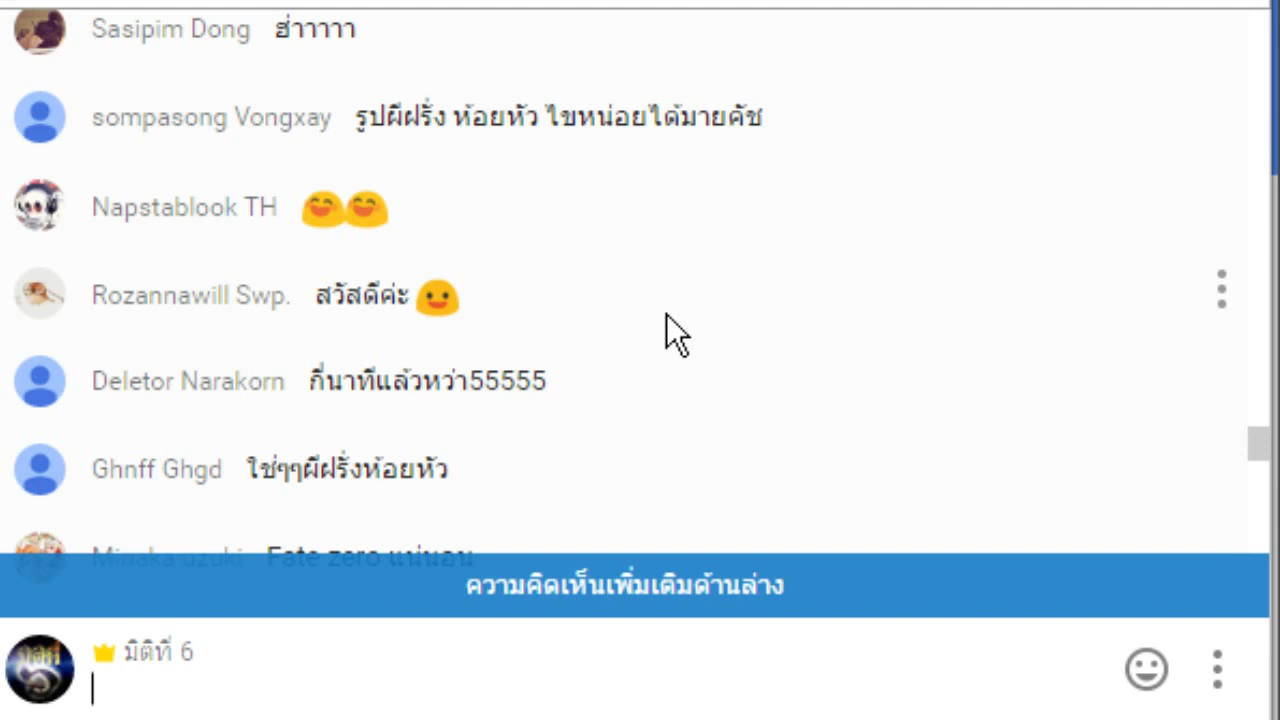 Sasipim Dong ฮ่าาาาา
sompasong Vongxay รูปผีฝรั่ง ห้อยหัว ไขหน่อยได้มายคัช
Napstablook TH 😄😄
Rozannawill Swp. สวัสดีค่ะ 😃
Deletor Narakorn กี่นาทีแล้วหว่า55555
Ghnff Ghgd ใช่ๆๆผีฝรั่งห้อยหัว
Minaka uzuki Fate zero แน่นอน
ความคิดเห็นเพิ่มเติมด้านล่าง
มิติที่ 6